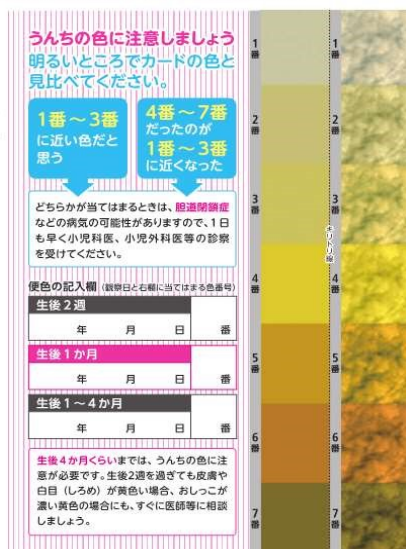 うんちの色に注意しましょう
明るいところでカードの色と
見比べてください。
1番～3番
に近い色だと
思う
4番～7番
だったのが
1番～3番
に近くなった
どちらかが当てはまるときは、胆道閉鎖症
などの病気の可能性がありますので、1日
も早く小児科医、小児外科医等の診察
を受けてください。
便色の記入欄（観察日と右欄に当てはまる色番号）
生後2週
年 月 日 番
生後1か月
年 月 日 番
生後1～4か月
年 月 日 番
生後4か月くらいまでは、うんちの色に注
意が必要です。生後2週を過ぎても皮膚や
白目（しろめ）が黄色い場合、おしっこが
濃い黄色の場合にも、すぐに医師等に相談
しましょう。
1番
2番
3番
4番
5番
6番
7番
キリトリ線
1番
2番
3番
4番
5番
6番
7番